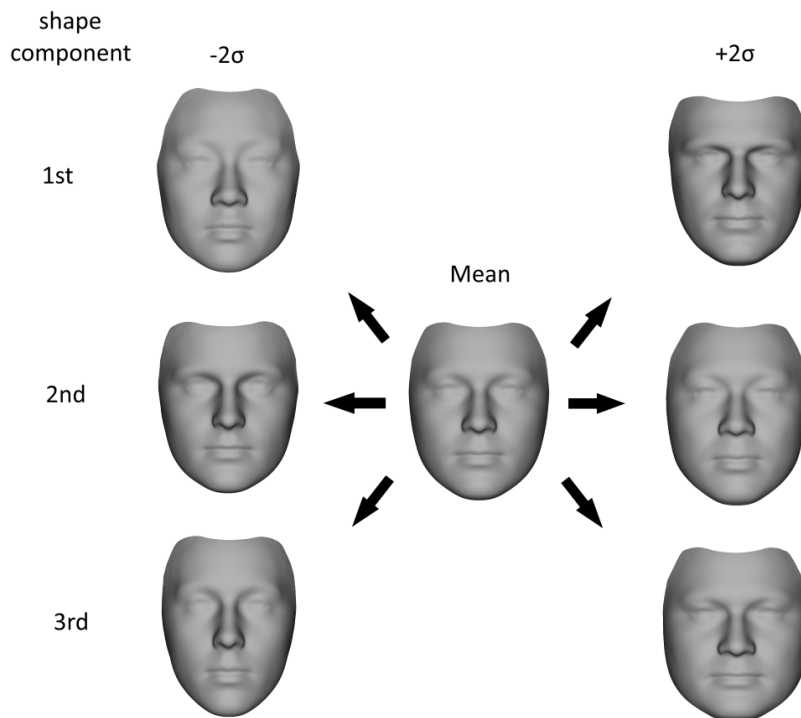 shape
component
-2σ
+2σ
1st
Mean
2nd
3rd